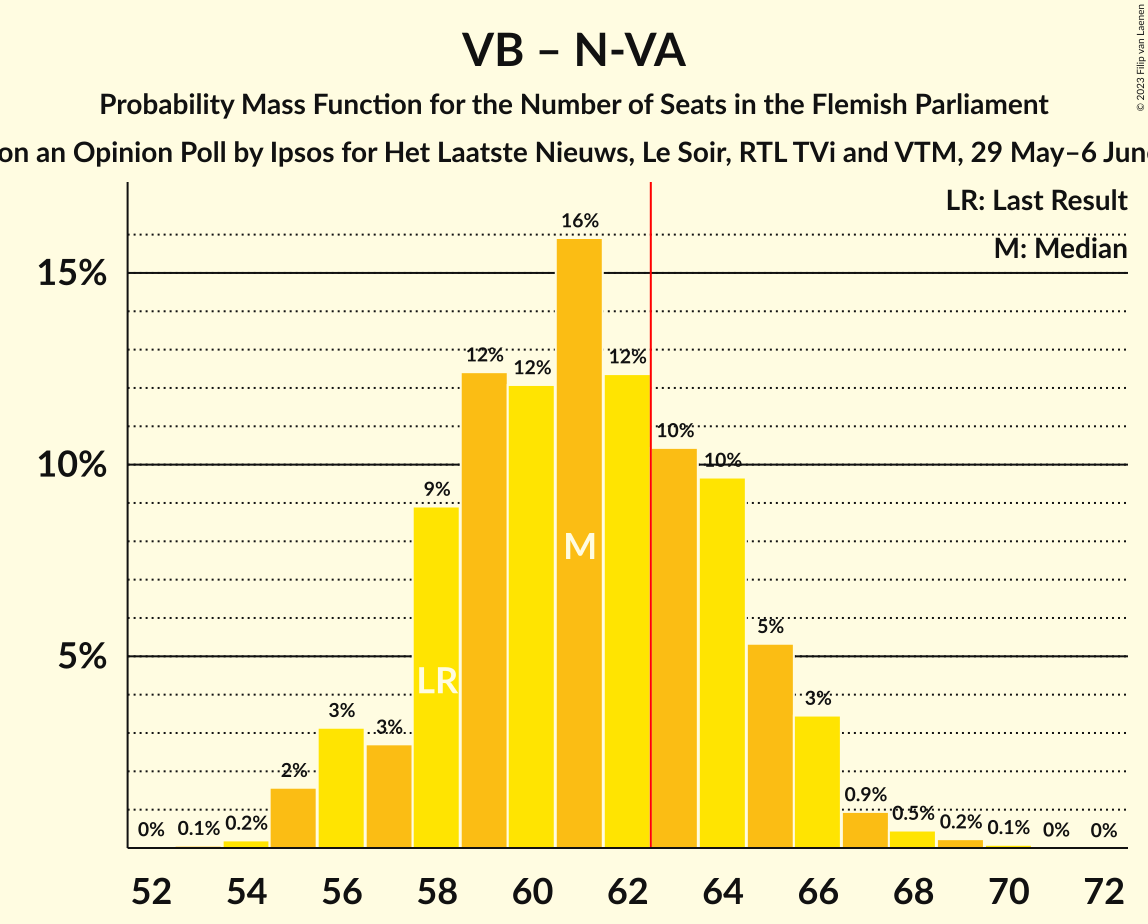 VB – N-VA
Probability Mass Function for the Number of Seats in the Flemish Parliament
on an Opinion Poll by Ipsos for Het Laatste Nieuws, Le Soir, RTL TVi and VTM, 29 May–6 June
© 2023 Filip van Laenen
LR: Last Result
M: Median
15%
10%
5%
0%
0.1%
0.2%
2%
3%
3%
9%
12%
12%
16%
12%
10%
10%
5%
3%
0.9%
0.5%
0.2%
0.1%
0%
0%
LR
M
52 54 56 58 60 62 64 66 68 70 72